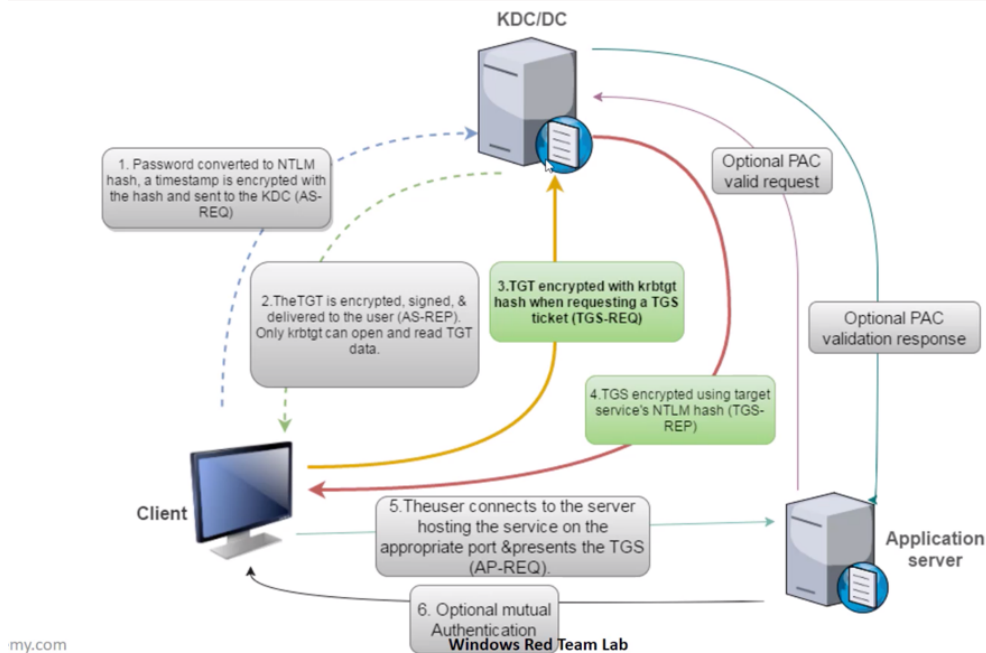 KDC/DC
1. Password converted to NTLM
hash, a timestamp is encrypted with
the hash and sent to the KDC (AS-
REQ)
Optional PAC
valid request
2.TheTGT is encrypted, signed, &
delivered to the user (AS-REP).
Only krbtgt can open and read TGT
data.
3.TGT encrypted with krbtgt
hash when requesting a TGS
ticket (TGS-REQ)
Optional PAC
validation response
4.TGS encrypted using target
service's NTLM hash (TGS-
REP)
Client
5.Theuser connects to the server
hosting the service on the
appropriate port &presents the TGS
(AP-REQ).
Application
server
6. Optional mutual
Authentication
my.com
Windows Red Team Lab